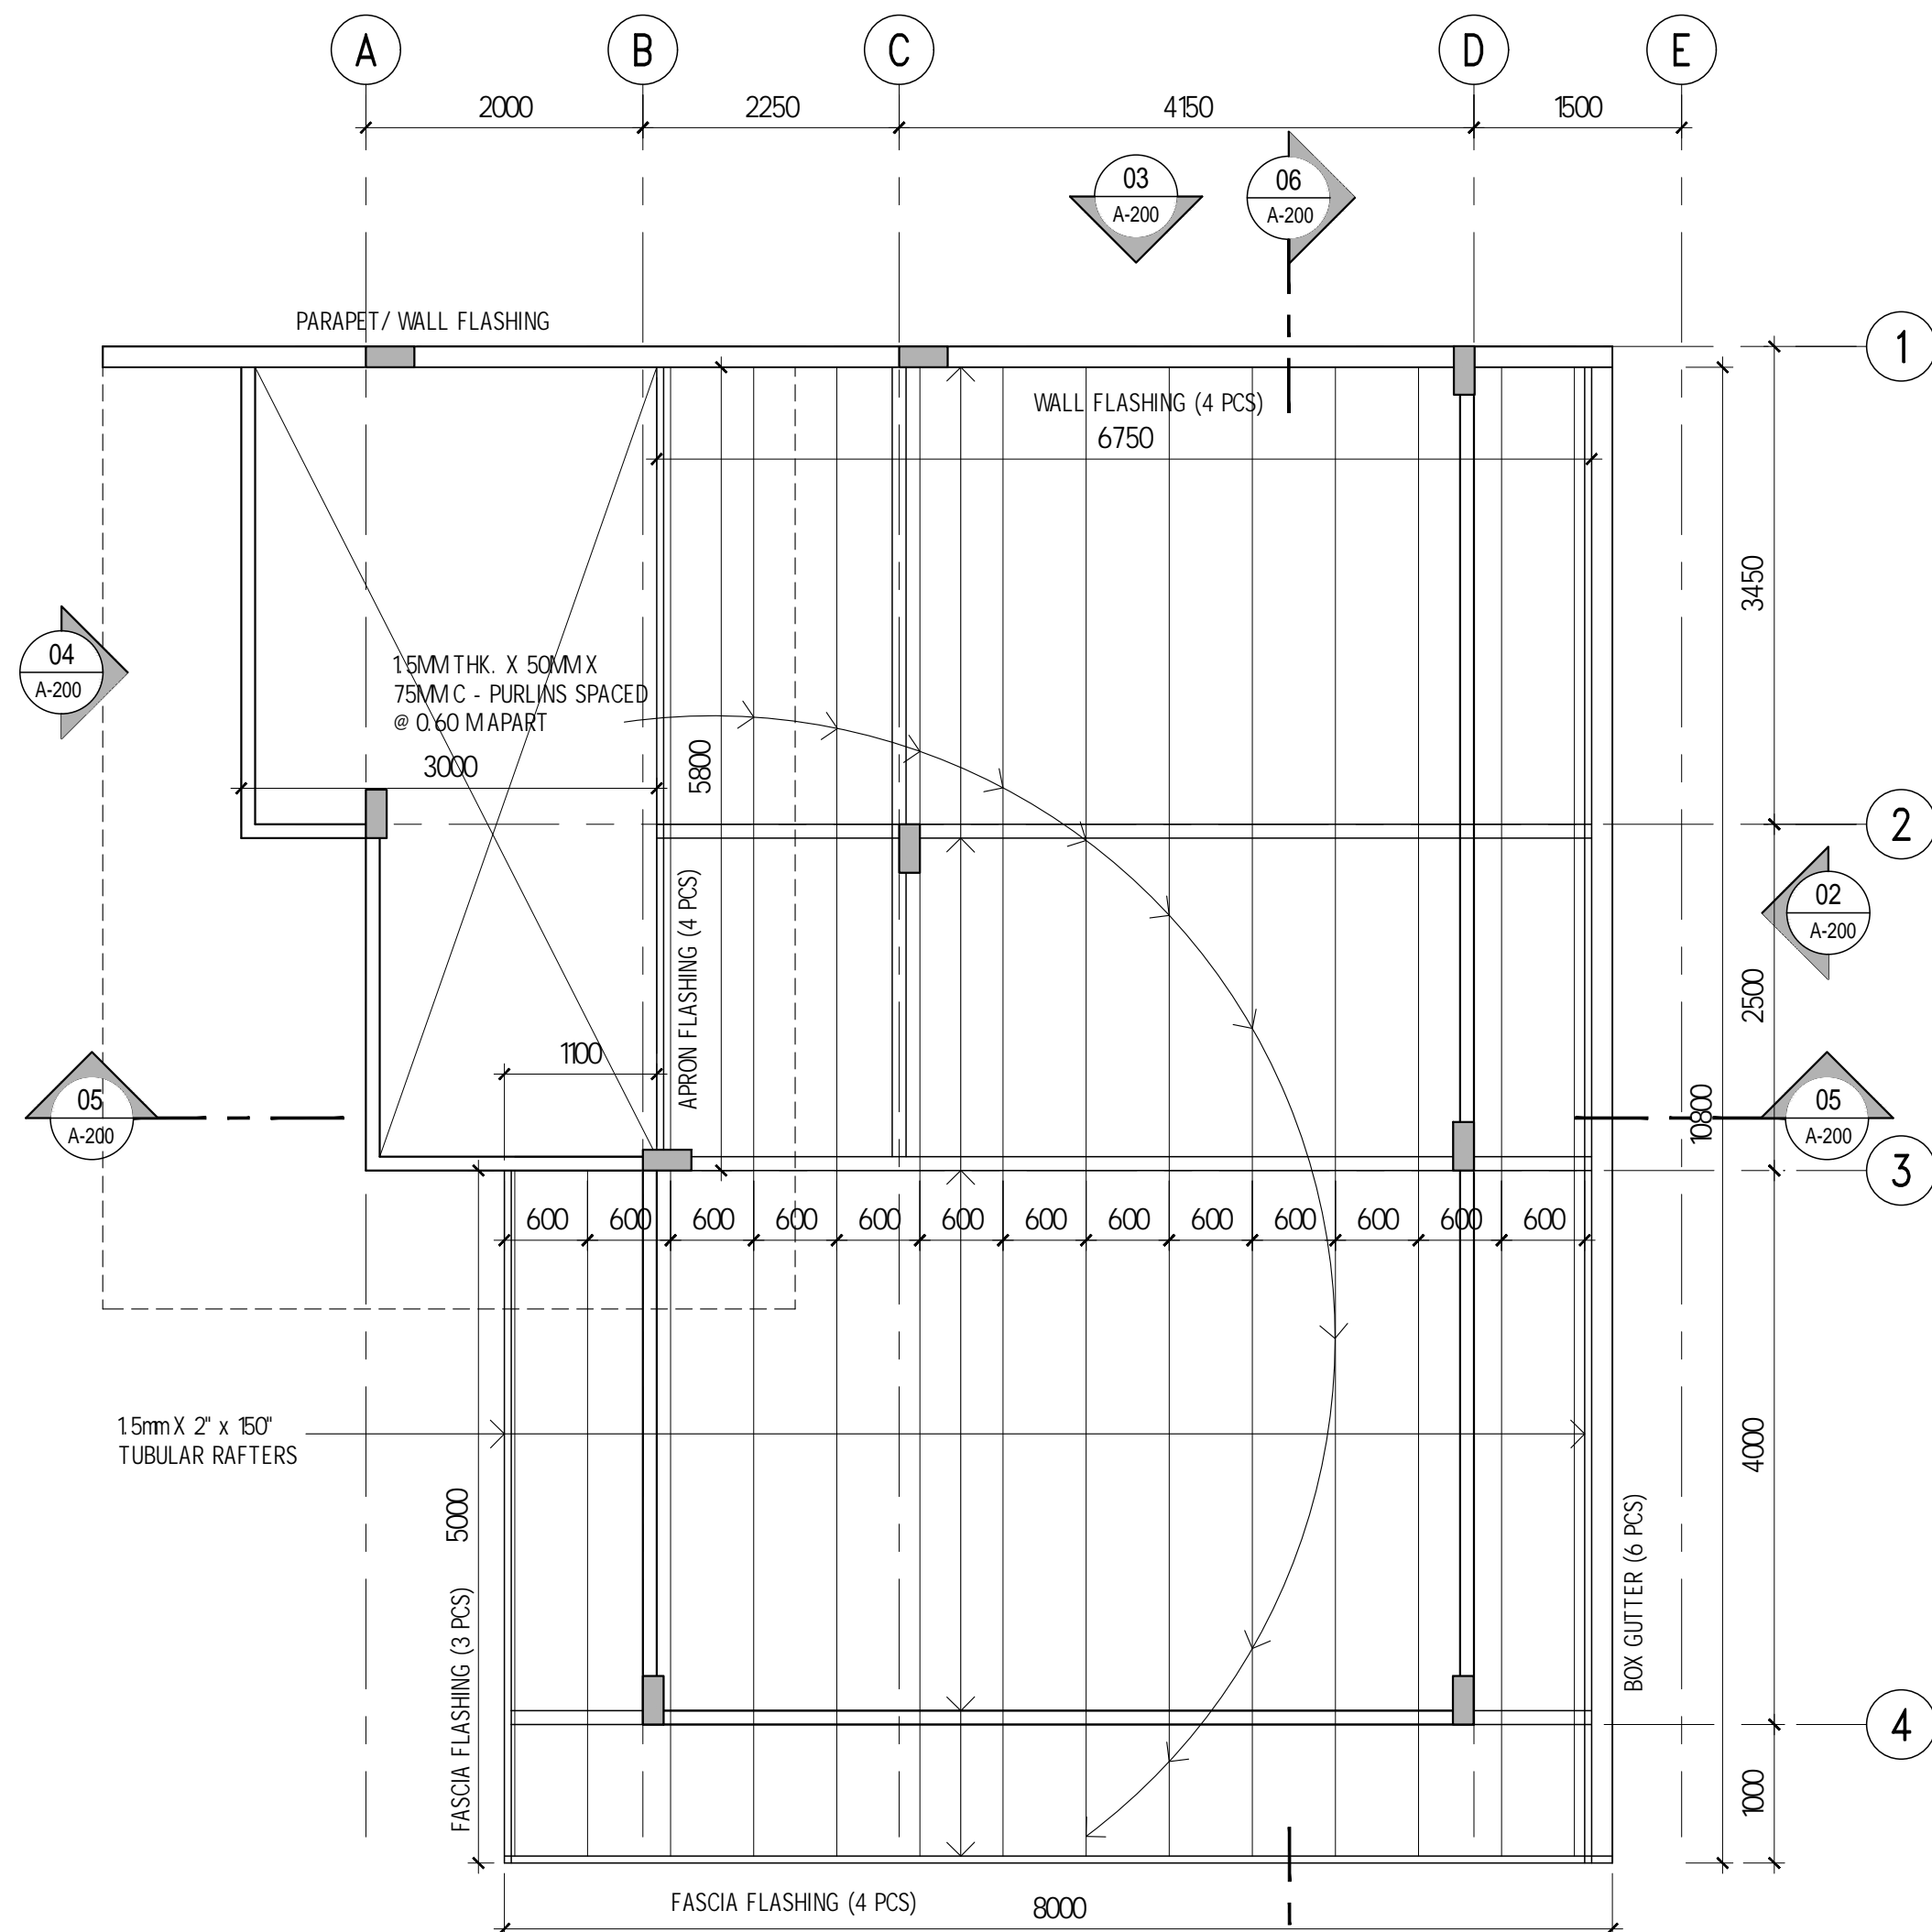 A B C D E
2000 2250 4150 1500
03
A-200
06
A-200
PARAPET/ WALL FLASHING
1
WALL FLASHING (4 PCS)
6750
3450
04
A-200
1.5MM THK. X 50MM X
75MM C - PURLINS SPACED
@ 0.60 M APART
3000
5800
2
APRON FLASHING (4 PCS)
02
A-200
2500
1100
05
A-200
10800
05
A-200
3
600 600 600 600 600 600 600 600 600 600 600 600 600
1.5mm X 2" x 150"
TUBULAR RAFTERS
4000
5000
FASCIA FLASHING (3 PCS)
BOX GUTTER (6 PCS)
4
1000
FASCIA FLASHING (4 PCS)
8000